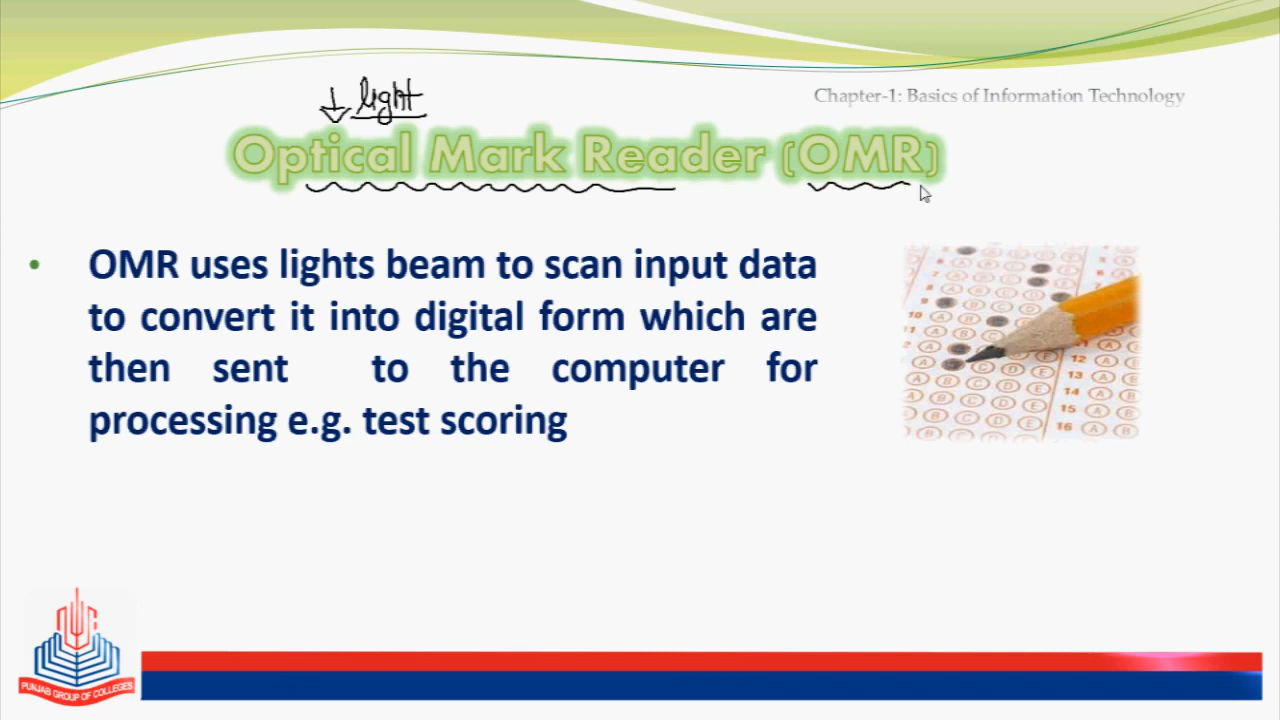 light
Chapter-1: Basics of Information Technology
Optical Mark Reader (OMR)
• OMR uses lights beam to scan input data
to convert it into digital form which are
then sent to the computer for
processing e.g. test scoring
PUNJAB GROUP OF COLLEGES